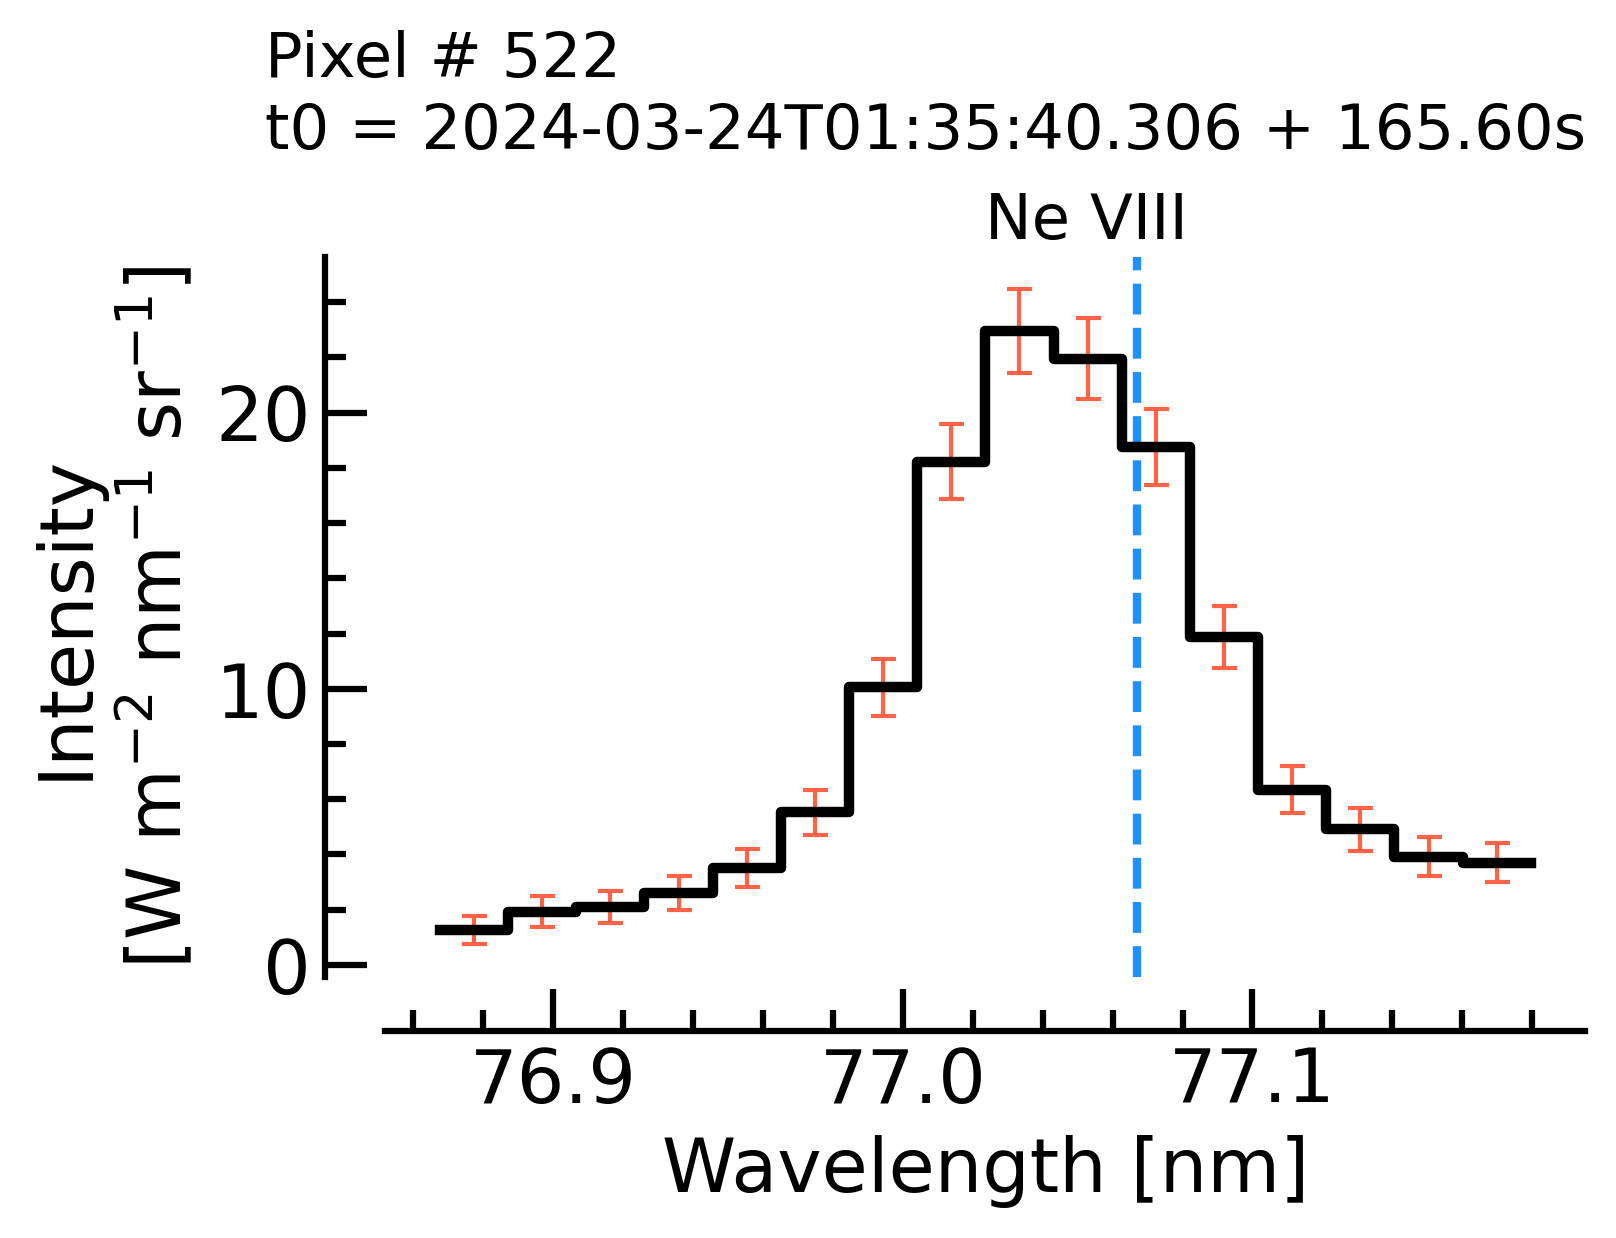 Pixel # 522
t0 = 2024-03-24T01:35:40.306 + 165.60s
Ne VIII
Intensity
[W m⁻² nm⁻¹ sr⁻¹]
20
10
0
76.9 77.0 77.1
Wavelength [nm]